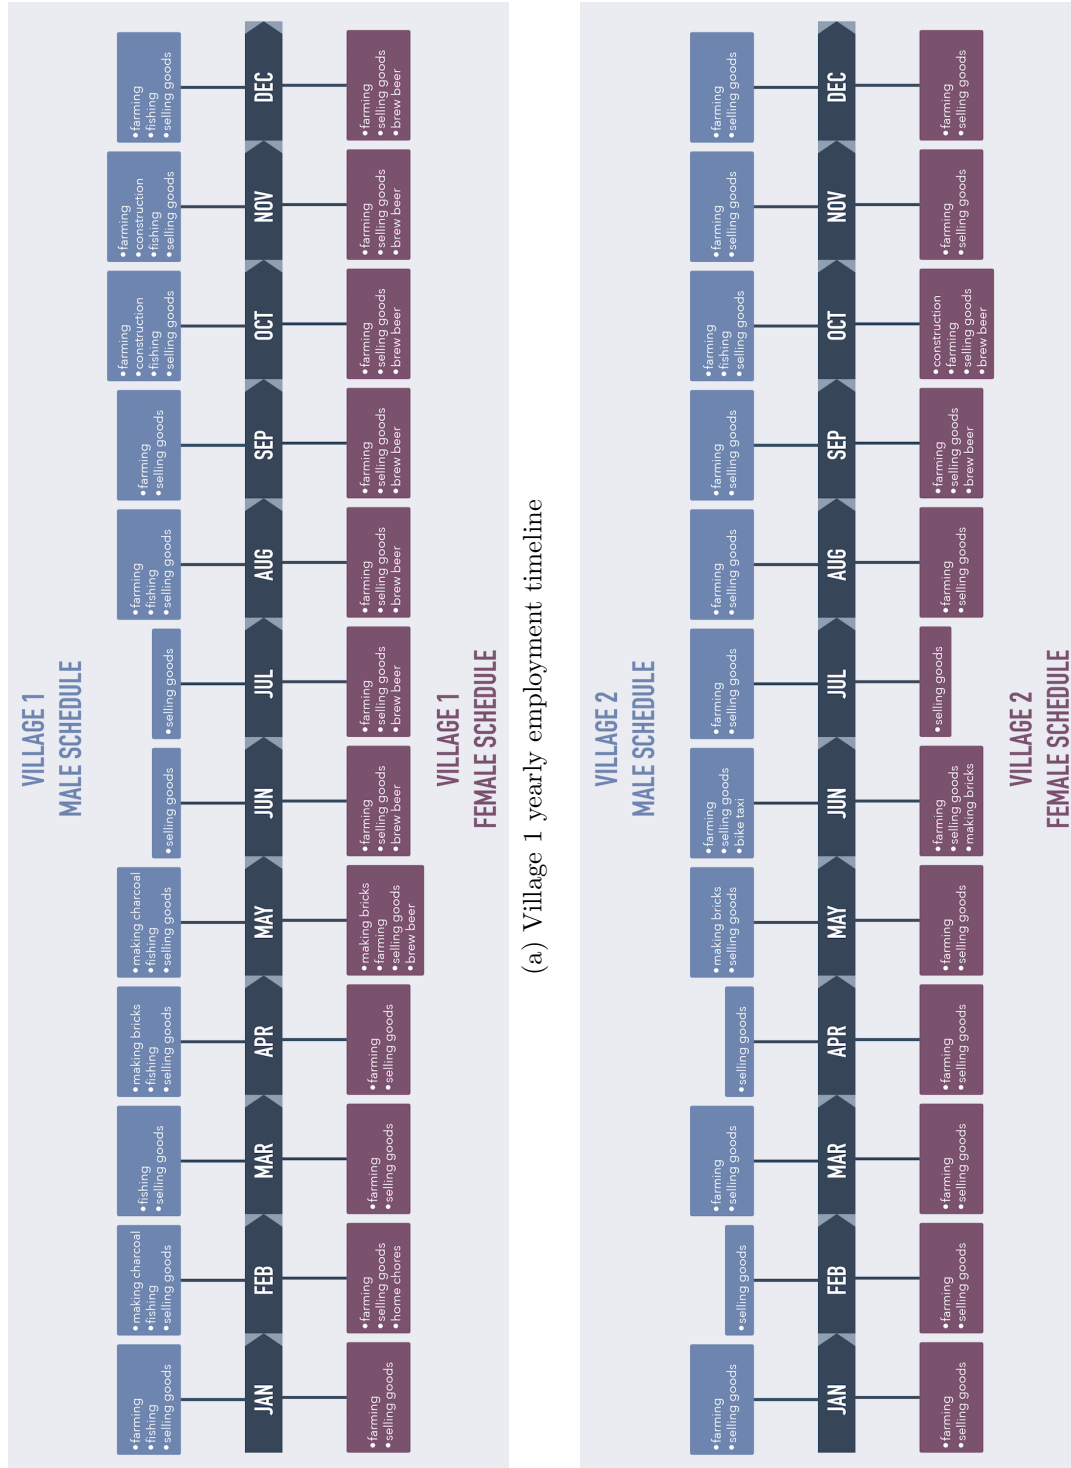 VILLAGE 1
MALE SCHEDULE
•farming
•fishing
•selling goods
•making charcoal
•fishing
•selling goods
•fishing
•selling goods
•making bricks
•fishing
•selling goods
•making charcoal
•fishing
•selling goods
•selling goods
•selling goods
•farming
•fishing
•selling goods
•farming
•selling goods
•farming
•construction
•fishing
•selling goods
•farming
•construction
•fishing
•selling goods
•farming
•fishing
•selling goods
JAN
FEB
MAR
APR
MAY
JUN
JUL
AUG
SEP
OCT
NOV
DEC
•farming
•selling goods
•farming
•selling goods
•home chores
•farming
•selling goods
•farming
•selling goods
•making bricks
•farming
•selling goods
•brew beer
•farming
•selling goods
•brew beer
•farming
•selling goods
•brew beer
•farming
•selling goods
•brew beer
•farming
•selling goods
•brew beer
•farming
•selling goods
•brew beer
•farming
•selling goods
•brew beer
•farming
•selling goods
•brew beer
VILLAGE 1
FEMALE SCHEDULE
(a) Village 1 yearly employment timeline
VILLAGE 2
MALE SCHEDULE
•farming
•selling goods
•selling goods
•farming
•selling goods
•selling goods
•making bricks
•selling goods
•farming
•selling goods
•bike taxi
•farming
•selling goods
•farming
•selling goods
•farming
•selling goods
•farming
•fishing
•selling goods
•farming
•selling goods
•farming
•selling goods
JAN
FEB
MAR
APR
MAY
JUN
JUL
AUG
SEP
OCT
NOV
DEC
•farming
•selling goods
•farming
•selling goods
•farming
•selling goods
•farming
•selling goods
•farming
•selling goods
•farming
•selling goods
•making bricks
•selling goods
•farming
•selling goods
•farming
•selling goods
•brew beer
•construction
•farming
•selling goods
•brew beer
•farming
•selling goods
•farming
•selling goods
VILLAGE 2
FEMALE SCHEDULE